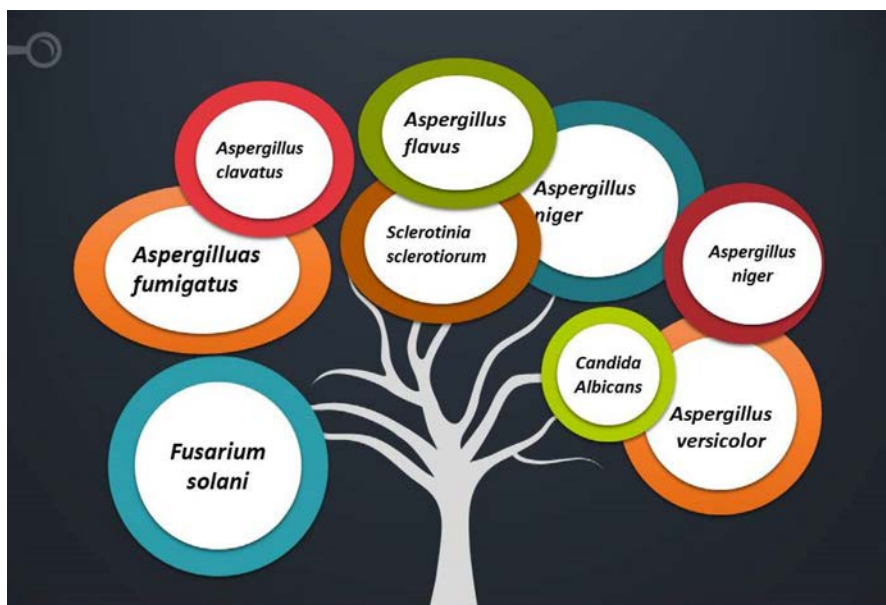 Aspergillus
clavatus
Aspergillus
flavus
Aspergillus
niger
Aspergilluas
fumigatus
Sclerotinia
sclerotiorum
Aspergillus
niger
Candida
Albicans
Aspergillus
versicolor
Fusarium
solani